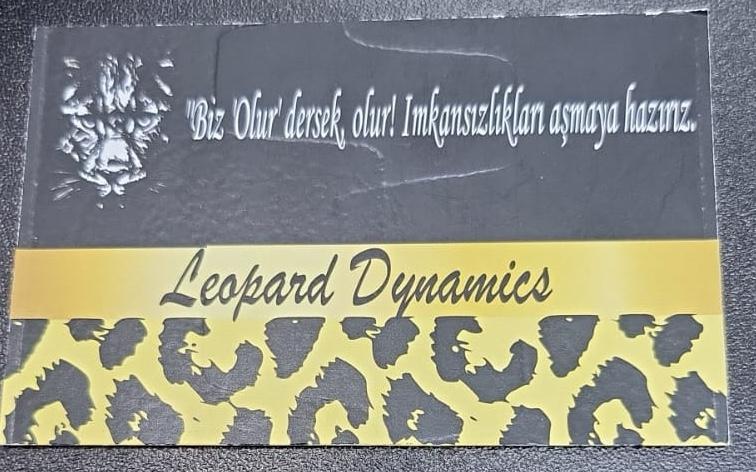 "Biz 'Olur' dersek, olur! Imkansızlıkları aşmaya hazırız.
Leopard Dynamics